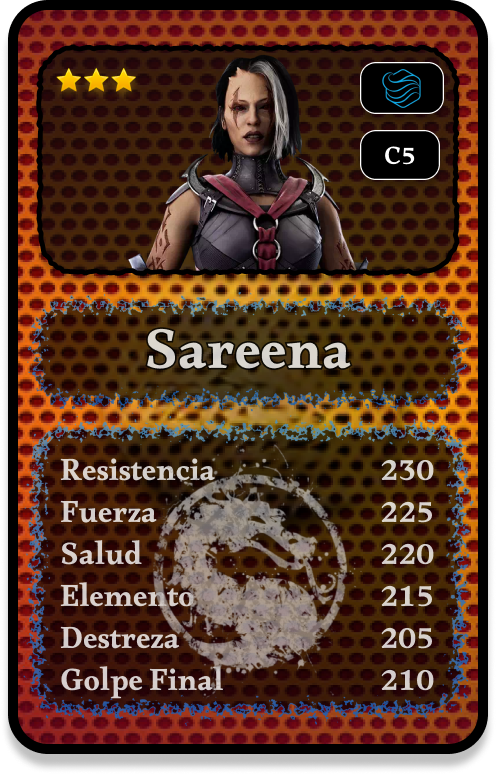 C5
Sareena
Resistencia 230
Fuerza 225
Salud 220
Elemento 215
Destreza 205
Golpe Final 210